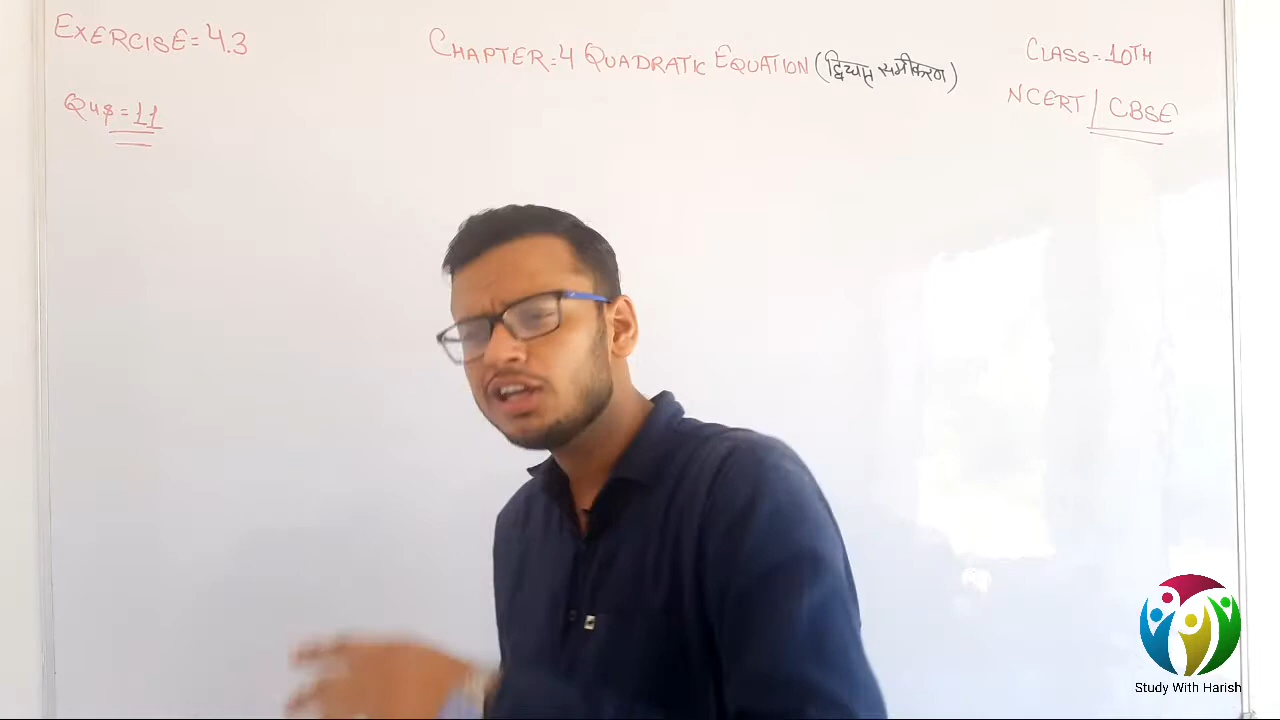 EXERCISE=4.3
CHAPTER:4 QUADRATIC EQUATION (द्विघात समीकरण)
CLASS=10TH
NCERT / CBSE
Qus=11
Study With Harish